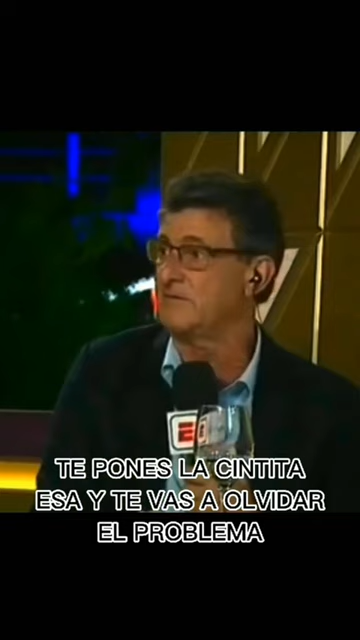 E
TE PONES LA CINTITA
ESA Y TE VAS A OLVIDAR
EL PROBLEMA